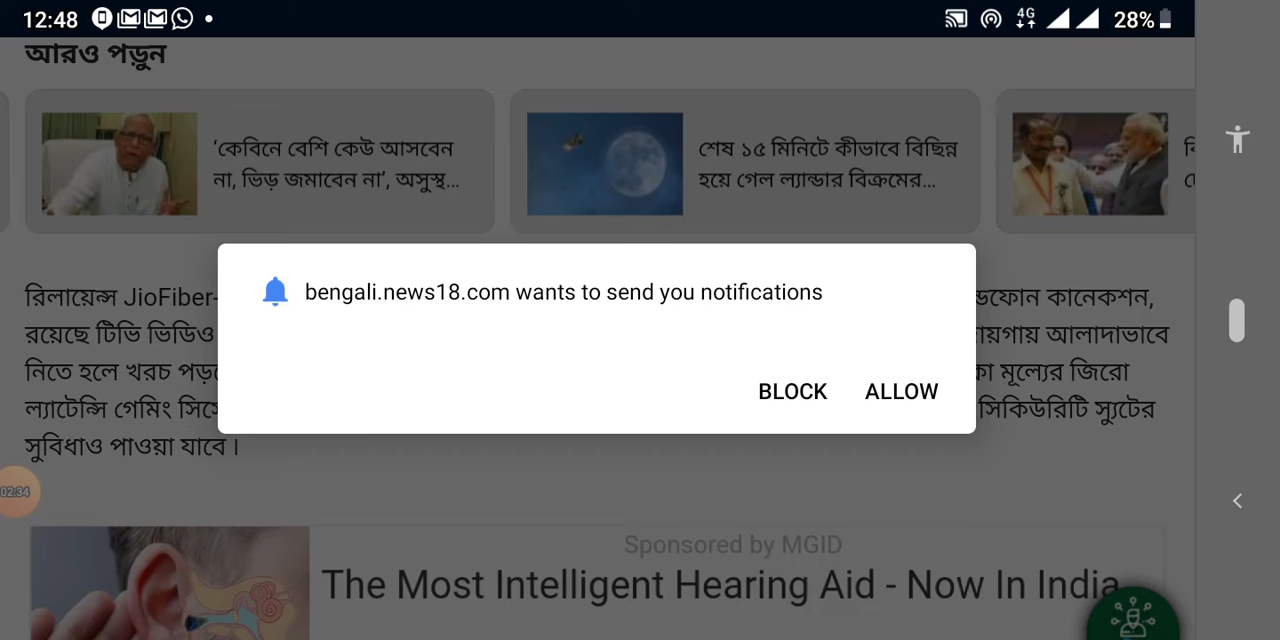 12:48
4G
28%
আরও পড়ুন
‘কেবিনে বেশি কেউ আসবেন
না, ভিড় জমাবেন না’, অসুস্থ...
শেষ ১৫ মিনিটে কীভাবে বিছিন্ন
হয়ে গেল ল্যান্ডার বিক্রমের...
bengali.news18.com wants to send you notifications
BLOCK
ALLOW
রিলায়েন্স JioFiber- কানেকশন,
রয়েছে টিভি ভিডিও আলাদাভাবে
নিতে হলে খরচ মূল্যের জিরো
ল্যাটেন্সি গেমিং সিকিউরিটি স্যুটের
সুবিধাও পাওয়া যাবে ।
02:34
Sponsored by MGID
The Most Intelligent Hearing Aid - Now In India